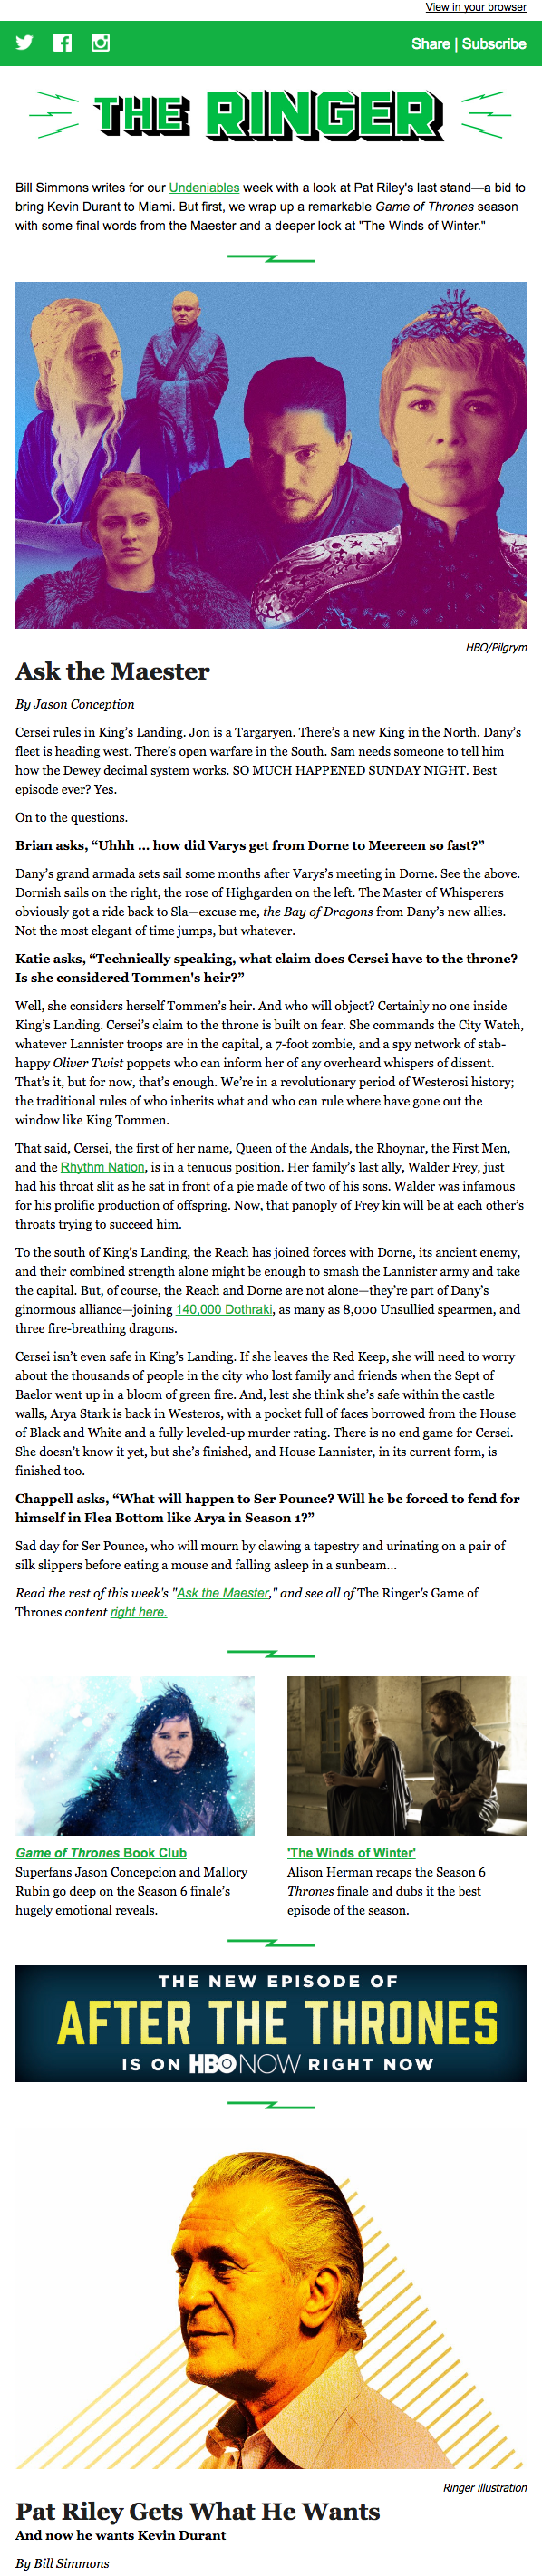 View in your browser
Share | Subscribe
THE RINGER
Bill Simmons writes for our Undeniables week with a look at Pat Riley's last stand—a bid to
bring Kevin Durant to Miami. But first, we wrap up a remarkable Game of Thrones season
with some final words from the Maester and a deeper look at "The Winds of Winter."
HBO/Pilgrym
Ask the Maester
By Jason Conception
Cersei rules in King’s Landing. Jon is a Targaryen. There’s a new King in the North. Dany’s
fleet is heading west. There’s open warfare in the South. Sam needs someone to tell him
how the Dewey decimal system works. SO MUCH HAPPENED SUNDAY NIGHT. Best
episode ever? Yes.
On to the questions.
Brian asks, “Uhhh ... how did Varys get from Dorne to Meereen so fast?”
Dany’s grand armada sets sail some months after Varys’s meeting in Dorne. See the above.
Dornish sails on the right, the rose of Highgarden on the left. The Master of Whisperers
obviously got a ride back to Sla—excuse me, the Bay of Dragons from Dany’s new allies.
Not the most elegant of time jumps, but whatever.
Katie asks, “Technically speaking, what claim does Cersei have to the throne?
Is she considered Tommen's heir?”
Well, she considers herself Tommen’s heir. And who will object? Certainly no one inside
King’s Landing. Cersei’s claim to the throne is built on fear. She commands the City Watch,
whatever Lannister troops are in the capital, a 7-foot zombie, and a spy network of stab-
happy Oliver Twist poppets who can inform her of any overheard whispers of dissent.
That’s it, but for now, that’s enough. We’re in a revolutionary period of Westerosi history;
the traditional rules of who inherits what and who can rule where have gone out the
window like King Tommen.
That said, Cersei, the first of her name, Queen of the Andals, the Rhoynar, the First Men,
and the Rhythm Nation, is in a tenuous position. Her family’s last ally, Walder Frey, just
had his throat slit as he sat in front of a pie made of two of his sons. Walder was infamous
for his prolific production of offspring. Now, that panoply of Frey kin will be at each other’s
throats trying to succeed him.
To the south of King’s Landing, the Reach has joined forces with Dorne, its ancient enemy,
and their combined strength alone might be enough to smash the Lannister army and take
the capital. But, of course, the Reach and Dorne are not alone—they’re part of Dany’s
ginormous alliance—joining 140,000 Dothraki, as many as 8,000 Unsullied spearmen, and
three fire-breathing dragons.
Cersei isn’t even safe in King’s Landing. If she leaves the Red Keep, she will need to worry
about the thousands of people in the city who lost family and friends when the Sept of
Baelor went up in a bloom of green fire. And, lest she think she’s safe within the castle
walls, Arya Stark is back in Westeros, with a pocket full of faces borrowed from the House
of Black and White and a fully leveled-up murder rating. There is no end game for Cersei.
She doesn’t know it yet, but she’s finished, and House Lannister, in its current form, is
finished too.
Chappell asks, “What will happen to Ser Pounce? Will he be forced to fend for
himself in Flea Bottom like Arya in Season 1?”
Sad day for Ser Pounce, who will mourn by clawing a tapestry and urinating on a pair of
silk slippers before eating a mouse and falling asleep in a sunbeam...
Read the rest of this week's "Ask the Maester," and see all of The Ringer's Game of
Thrones content right here.
Game of Thrones Book Club
Superfans Jason Concepcion and Mallory
Rubin go deep on the Season 6 finale’s
hugely emotional reveals.
'The Winds of Winter'
Alison Herman recaps the Season 6
Thrones finale and dubs it the best
episode of the season.
THE NEW EPISODE OF
AFTER THE THRONES
IS ON HBO NOW RIGHT NOW
Ringer illustration
Pat Riley Gets What He Wants
And now he wants Kevin Durant
By Bill Simmons